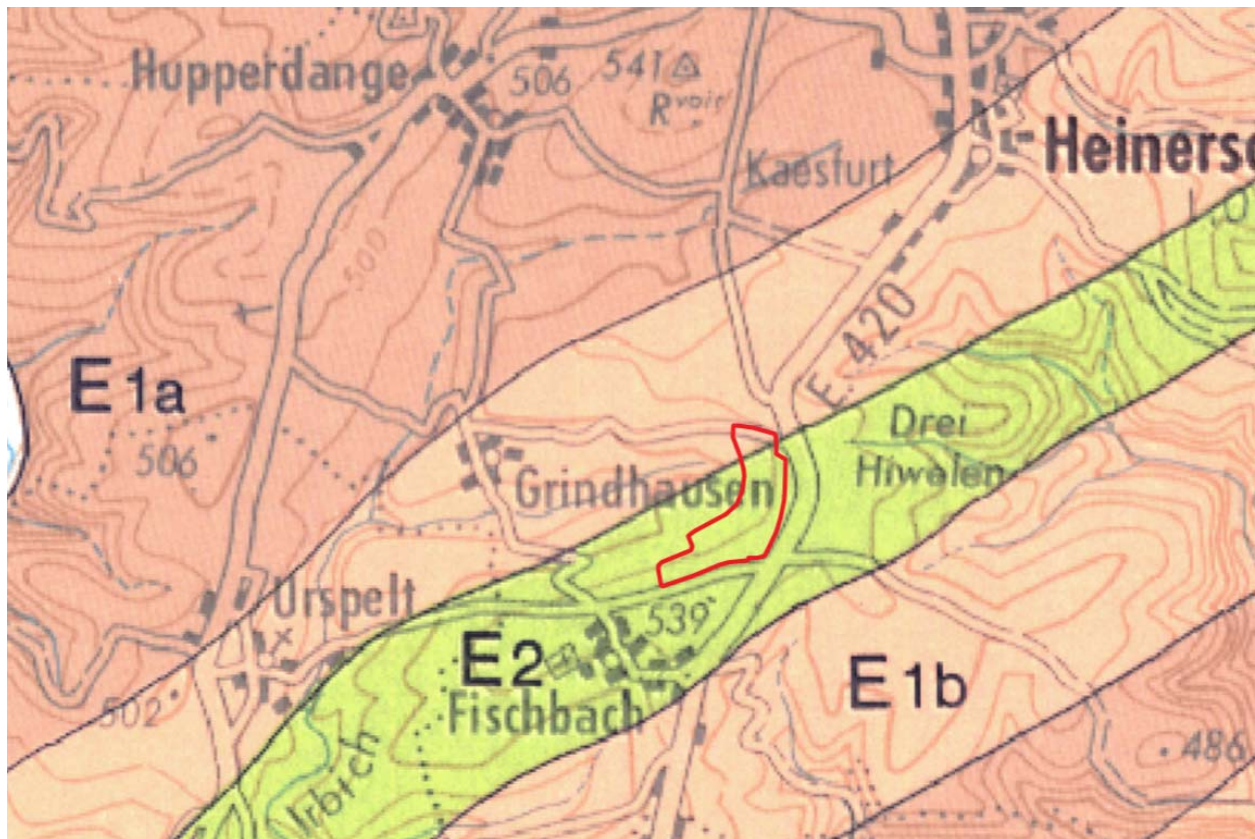 Hupperdange
506
541
Rvoir
Kaesfurt
Heinersc
E. 420
500
E1a
506
Drei
Hiwelen
Grindhausen
Urspelt
539
E2
E1b
502
Fischbach
Irbich
486